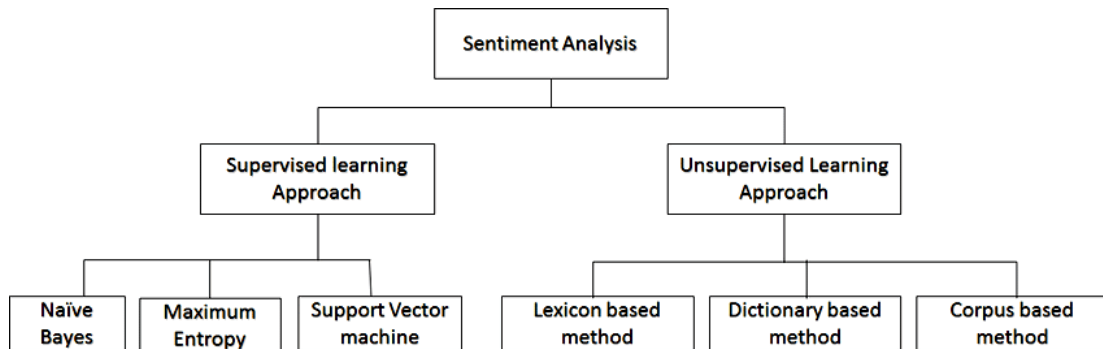 Sentiment Analysis
Supervised learning
Approach
Unsupervised Learning
Approach
Naïve
Bayes
Maximum
Entropy
Support Vector
machine
Lexicon based
method
Dictionary based
method
Corpus based
method